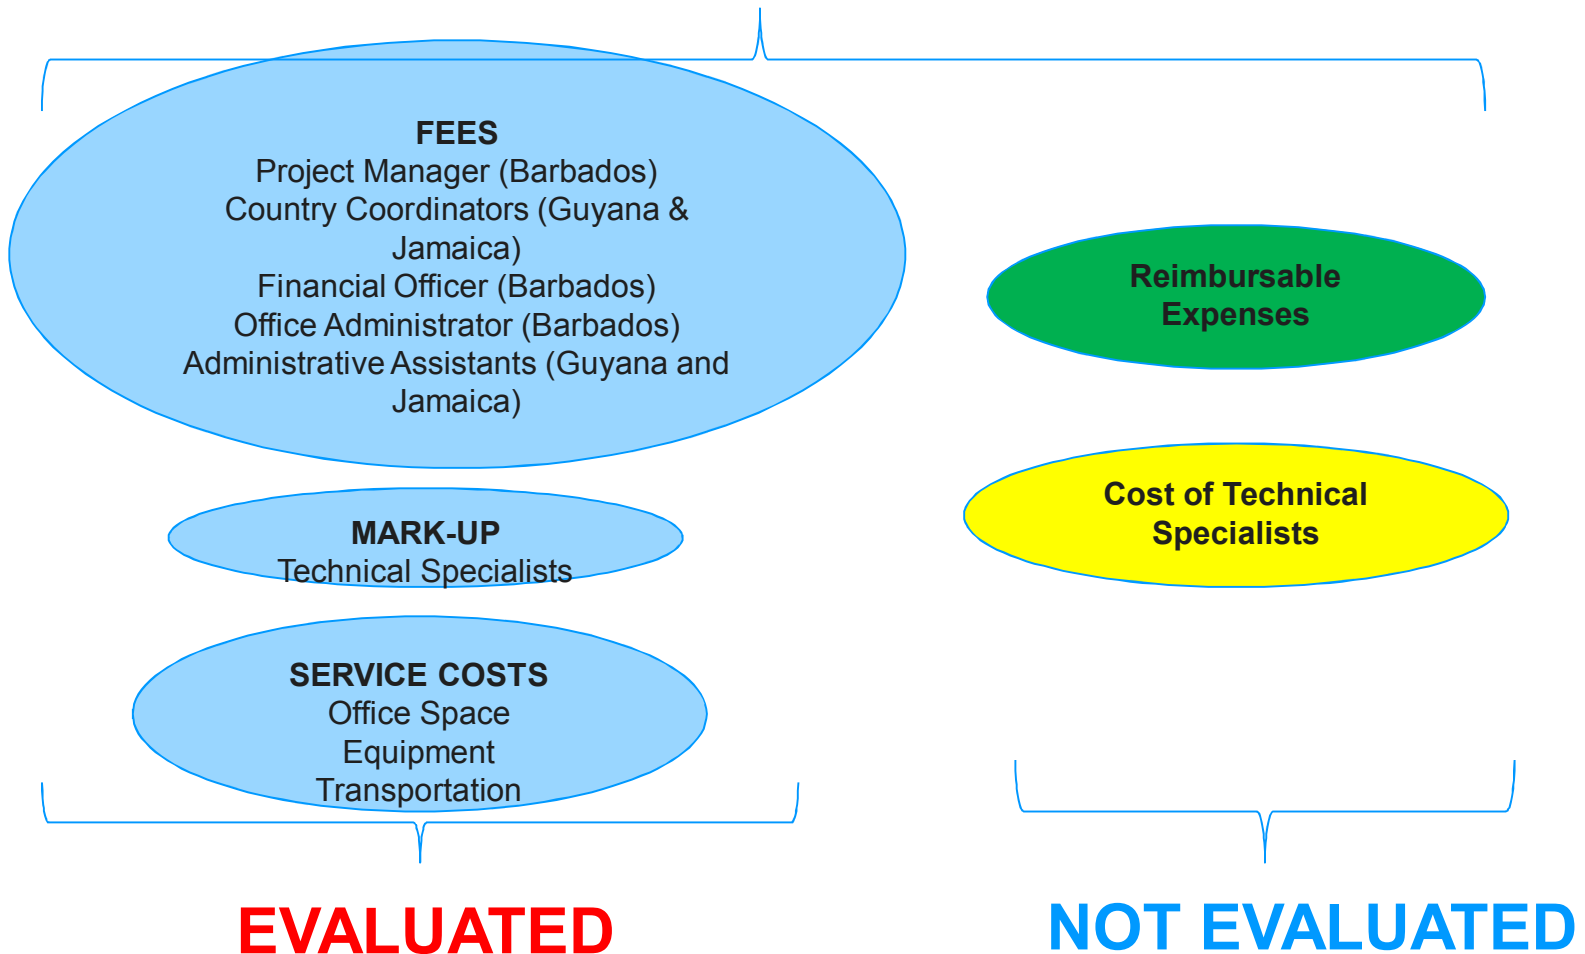 FEES
Project Manager (Barbados)
Country Coordinators (Guyana &
Jamaica)
Financial Officer (Barbados)
Office Administrator (Barbados)
Administrative Assistants (Guyana and
Jamaica)
MARK-UP
Technical Specialists
SERVICE COSTS
Office Space
Equipment
Transportation
Reimbursable
Expenses
Cost of Technical
Specialists
EVALUATED
NOT EVALUATED